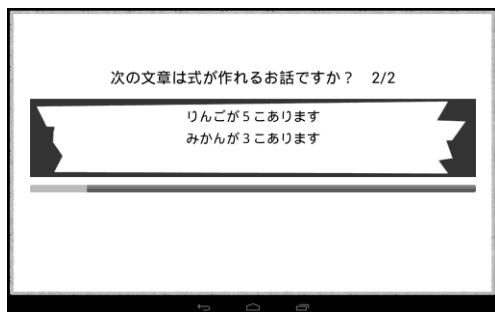 次の文章は式が作れるお話ですか？　2/2
りんごが５こあります
みかんが３こあります